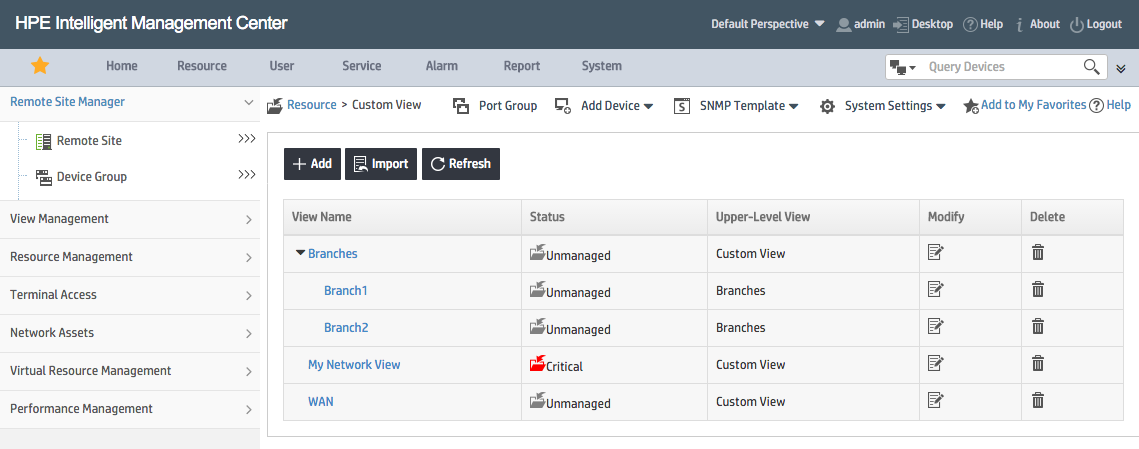 HPE Intelligent Management Center
Default Perspective admin Desktop Help About Logout
Home Resource User Service Alarm Report System Query Devices
Remote Site Manager
Remote Site
Device Group
View Management
Resource Management
Terminal Access
Network Assets
Virtual Resource Management
Performance Management
Resource > Custom View Port Group Add Device SNMP Template System Settings Add to My Favorites Help
Add Import Refresh
View Name Status Upper-Level View Modify Delete
Branches Unmanaged Custom View
Branch1 Unmanaged Branches
Branch2 Unmanaged Branches
My Network View Critical Custom View
WAN Unmanaged Custom View